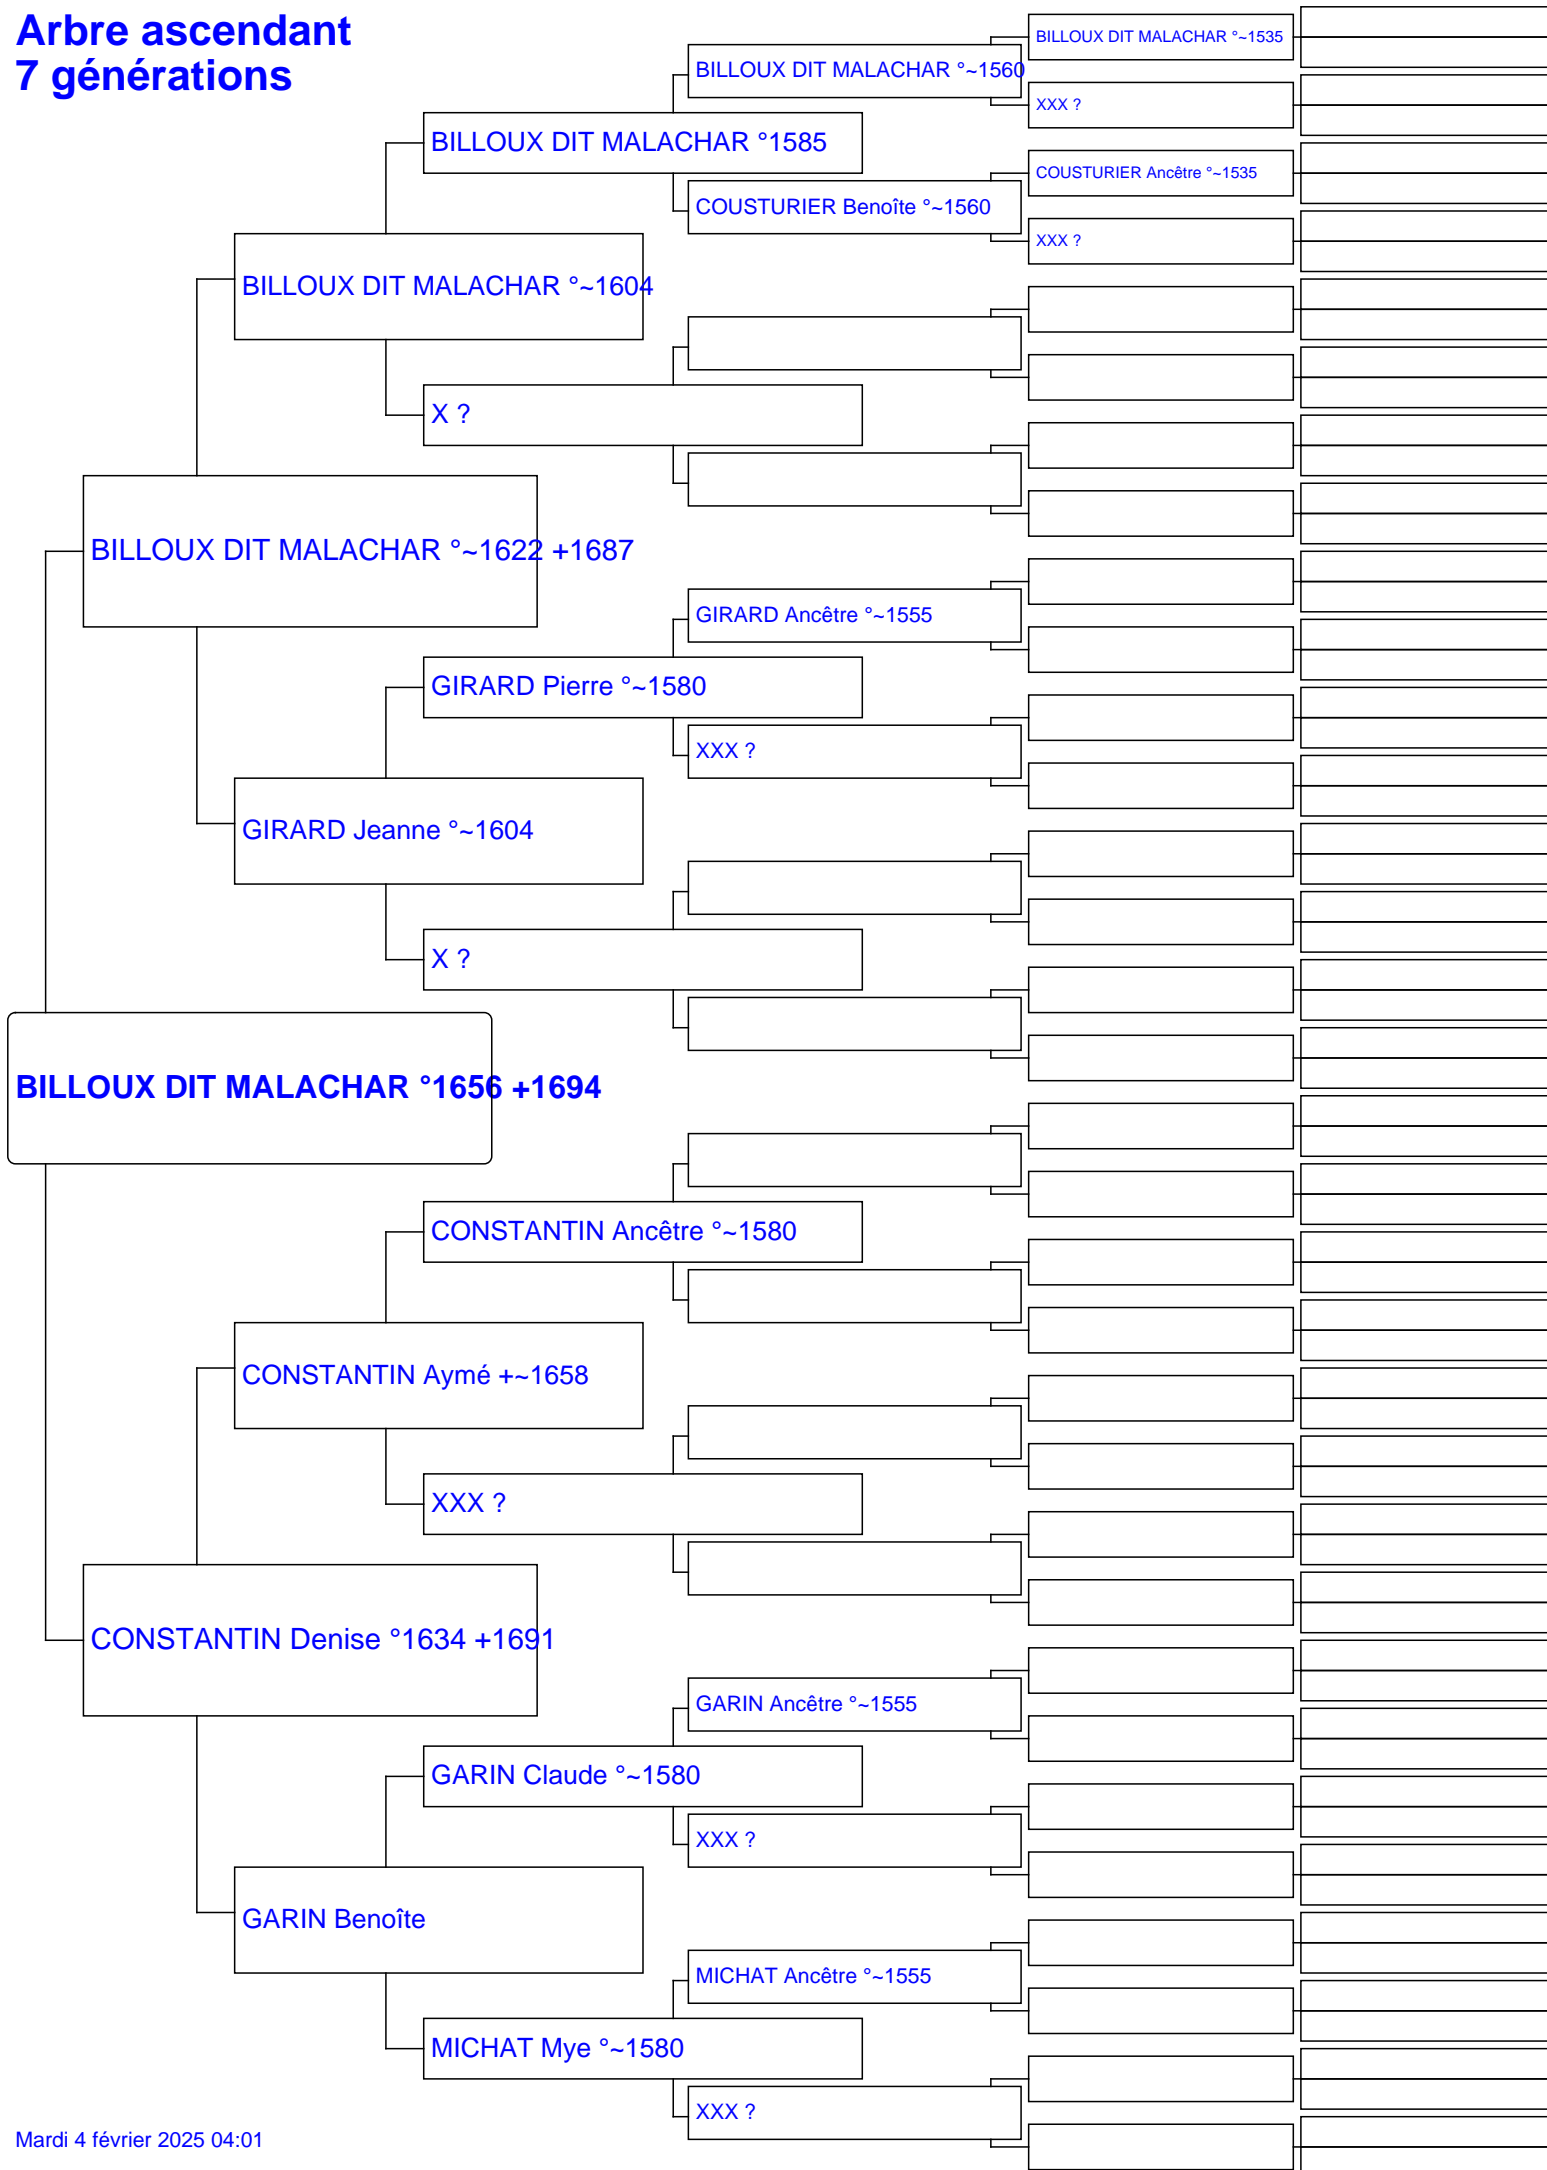 Arbre ascendant
7 générations
BILLOUX DIT MALACHAR °~1535
BILLOUX DIT MALACHAR °~1560
XXX ?
BILLOUX DIT MALACHAR °1585
COUSTURIER Ancêtre °~1535
COUSTURIER Benoîte °~1560
XXX ?
BILLOUX DIT MALACHAR °~1604
X ?
BILLOUX DIT MALACHAR °~1622 +1687
GIRARD Ancêtre °~1555
GIRARD Pierre °~1580
XXX ?
GIRARD Jeanne °~1604
X ?
BILLOUX DIT MALACHAR °1656 +1694
CONSTANTIN Ancêtre °~1580
CONSTANTIN Aymé +~1658
XXX ?
CONSTANTIN Denise °1634 +1691
GARIN Ancêtre °~1555
GARIN Claude °~1580
XXX ?
GARIN Benoîte
MICHAT Ancêtre °~1555
MICHAT Mye °~1580
XXX ?
Mardi 4 février 2025 04:01